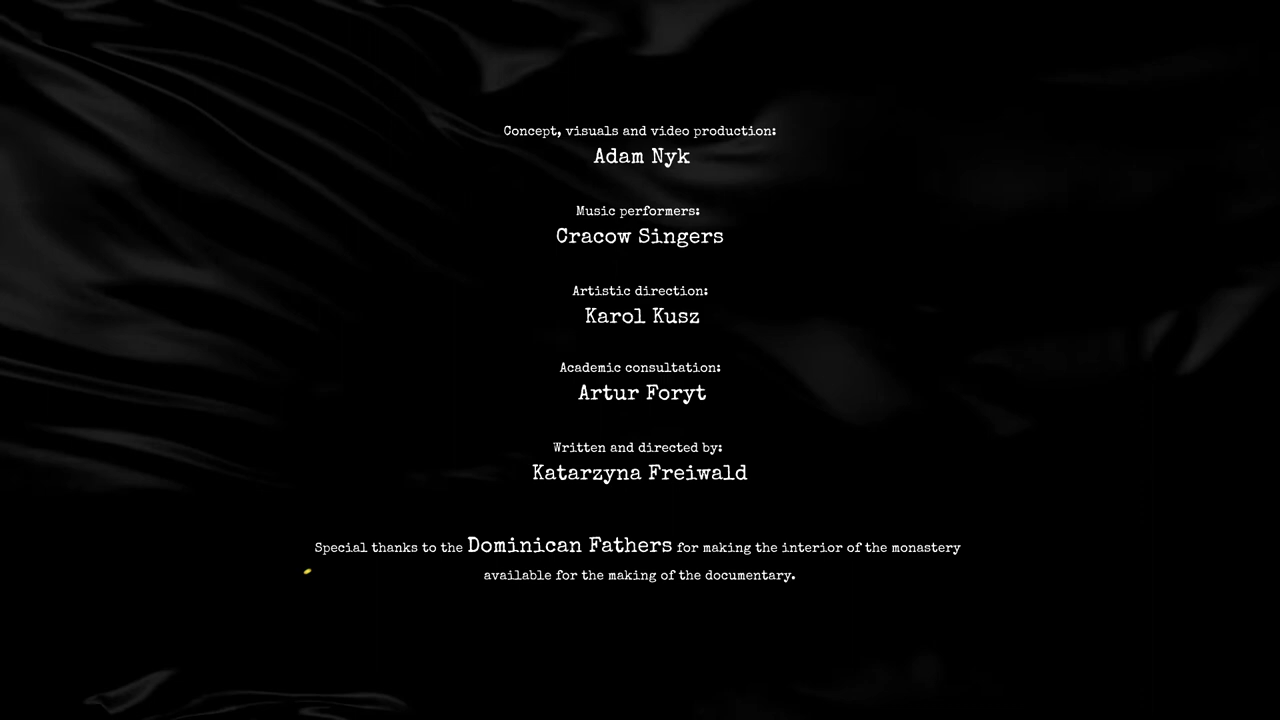 Concept, visuals and video production:
Adam Nyk
Music performers:
Cracow Singers
Artistic direction:
Karol Kusz
Academic consultation:
Artur Foryt
Written and directed by:
Katarzyna Freiwald
Special thanks to the Dominican Fathers for making the interior of the monastery
available for the making of the documentary.